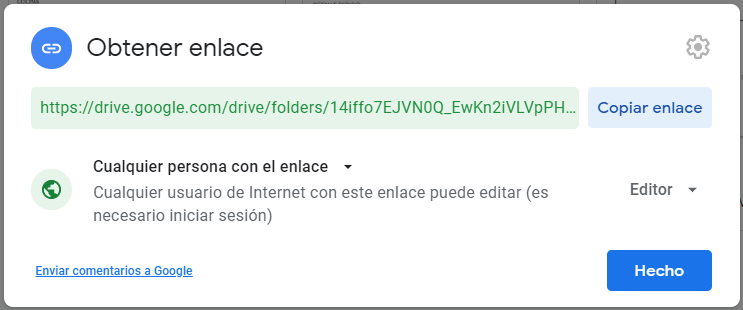 Obtener enlace
https://drive.google.com/drive/folders/14iffo7EJVN0Q_EwKn2iVLVpPH...
Copiar enlace
Cualquier persona con el enlace
Cualquier usuario de Internet con este enlace puede editar (es
necesario iniciar sesión)
Editor
Enviar comentarios a Google
Hecho